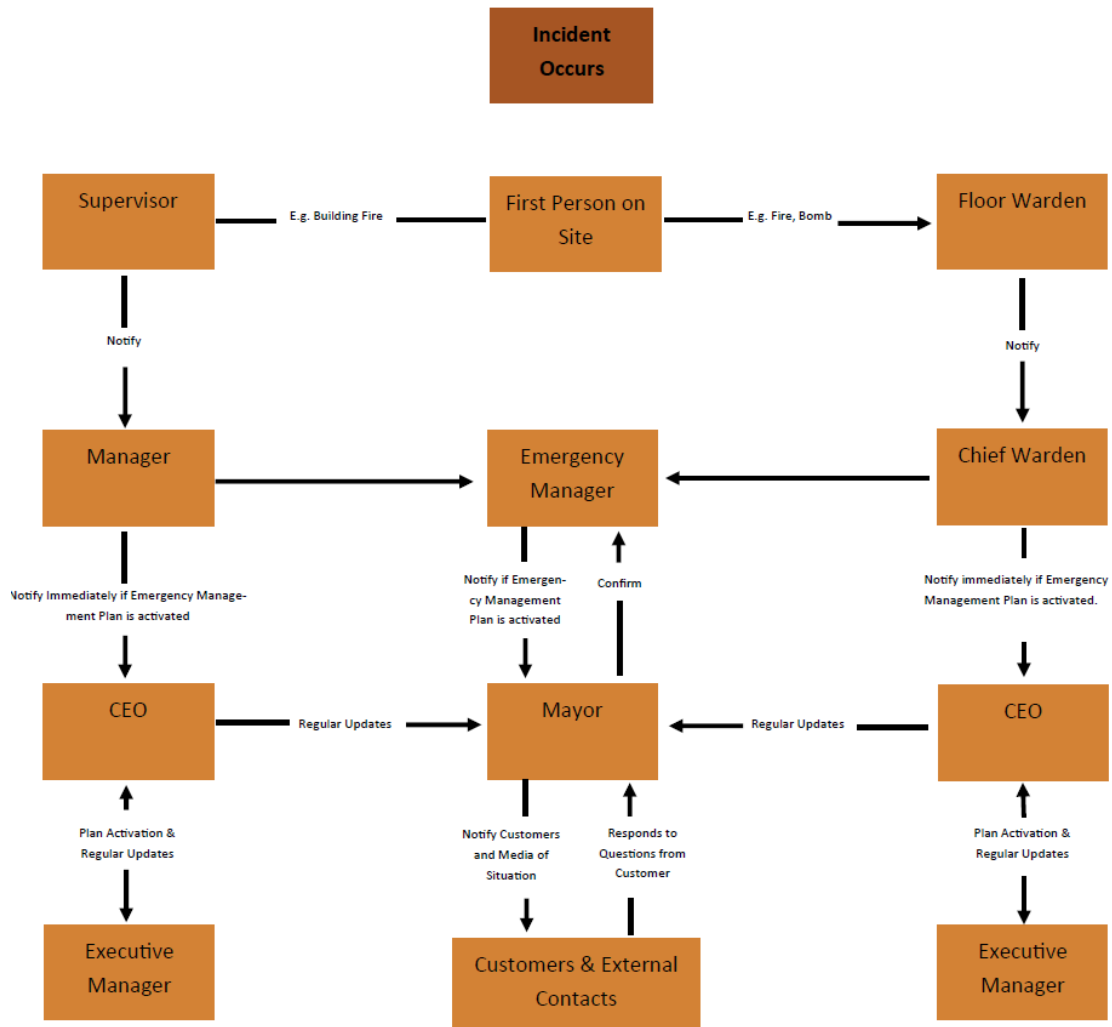 Incident
Occurs
Supervisor
E.g. Building Fire
First Person on
Site
E.g. Fire, Bomb
Floor Warden
Notify
Notify
Manager
Emergency
Manager
Chief Warden
Notify Immediately if Emergency Manage-
ment Plan is activated
Notify if Emergen-
cy Management
Plan is activated
Confirm
Notify immediately if Emergency
Management Plan is activated.
CEO
Regular Updates
Mayor
Regular Updates
CEO
Plan Activation &
Regular Updates
Notify Customers
and Media of
Situation
Responds to
Questions from
Customer
Plan Activation &
Regular Updates
Executive
Manager
Customers & External
Contacts
Executive
Manager